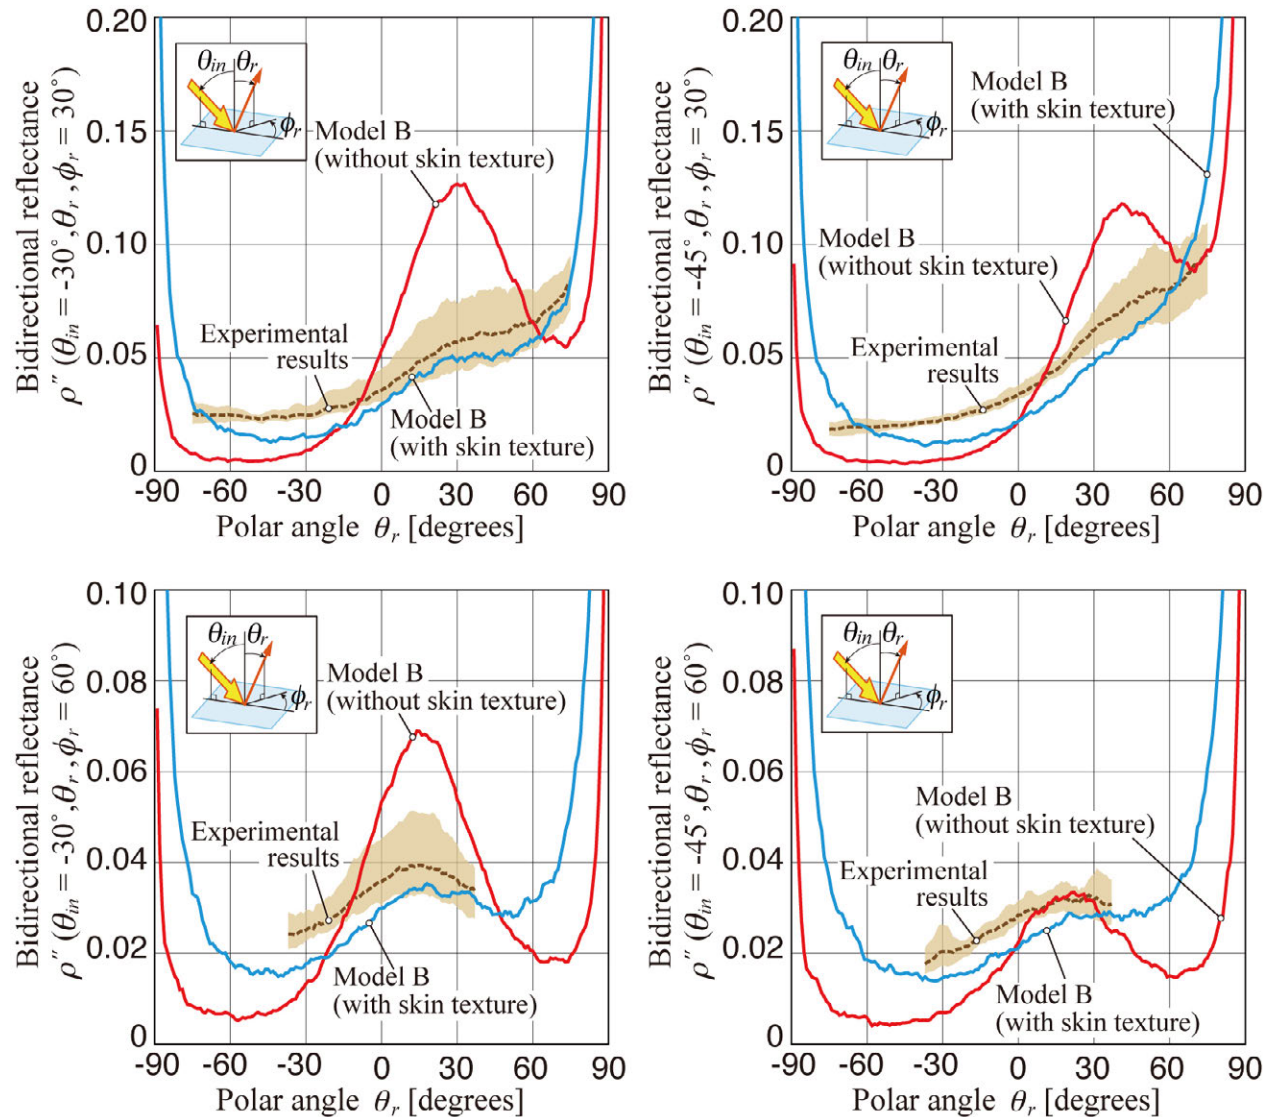 Bidirectional reflectance
ρ″ (θin = -30°,θr,ϕr = 30°)
0.20
0.15
0.10
0.05
0
θin θr
ϕr
Model B
(without skin texture)
Experimental
results
Model B
(with skin texture)
-90 -60 -30 0 30 60 90
Polar angle θr [degrees]
Bidirectional reflectance
ρ″ (θin = -45°,θr,ϕr = 30°)
0.20
0.15
0.10
0.05
0
θin θr
ϕr
Model B
(with skin texture)
Model B
(without skin texture)
Experimental
results
-90 -60 -30 0 30 60 90
Polar angle θr [degrees]
Bidirectional reflectance
ρ″ (θin = -30°,θr,ϕr = 60°)
0.10
0.08
0.06
0.04
0.02
0
θin θr
ϕr
Model B
(without skin texture)
Experimental
results
Model B
(with skin texture)
-90 -60 -30 0 30 60 90
Polar angle θr [degrees]
Bidirectional reflectance
ρ″ (θin = -45°,θr,ϕr = 60°)
0.10
0.08
0.06
0.04
0.02
0
θin θr
ϕr
Model B
(without skin texture)
Experimental
results
Model B
(with skin texture)
-90 -60 -30 0 30 60 90
Polar angle θr [degrees]